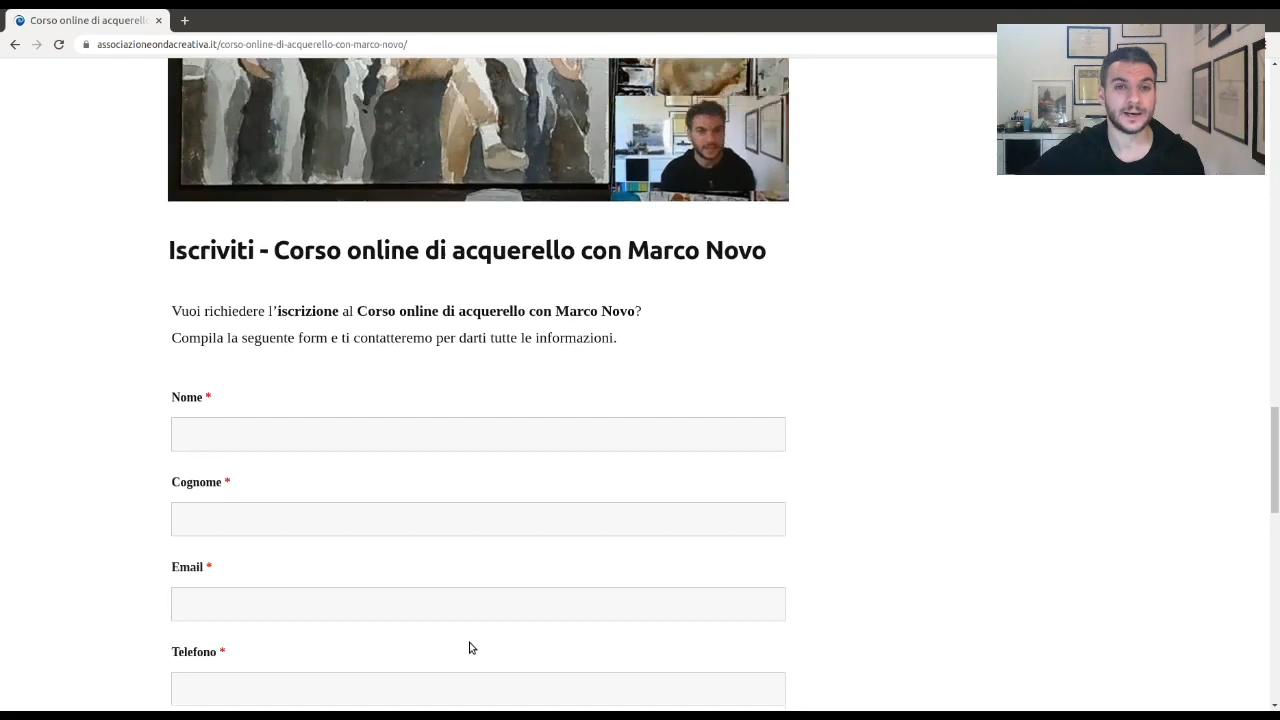 Corso online di acquerello
associazioneondacreativa.it/corso-online-di-acquerello-con-marco-novo/
Iscriviti - Corso online di acquerello con Marco Novo
Vuoi richiedere l’iscrizione al Corso online di acquerello con Marco Novo?
Compila la seguente form e ti contatteremo per darti tutte le informazioni.
Nome *
Cognome *
Email *
Telefono *